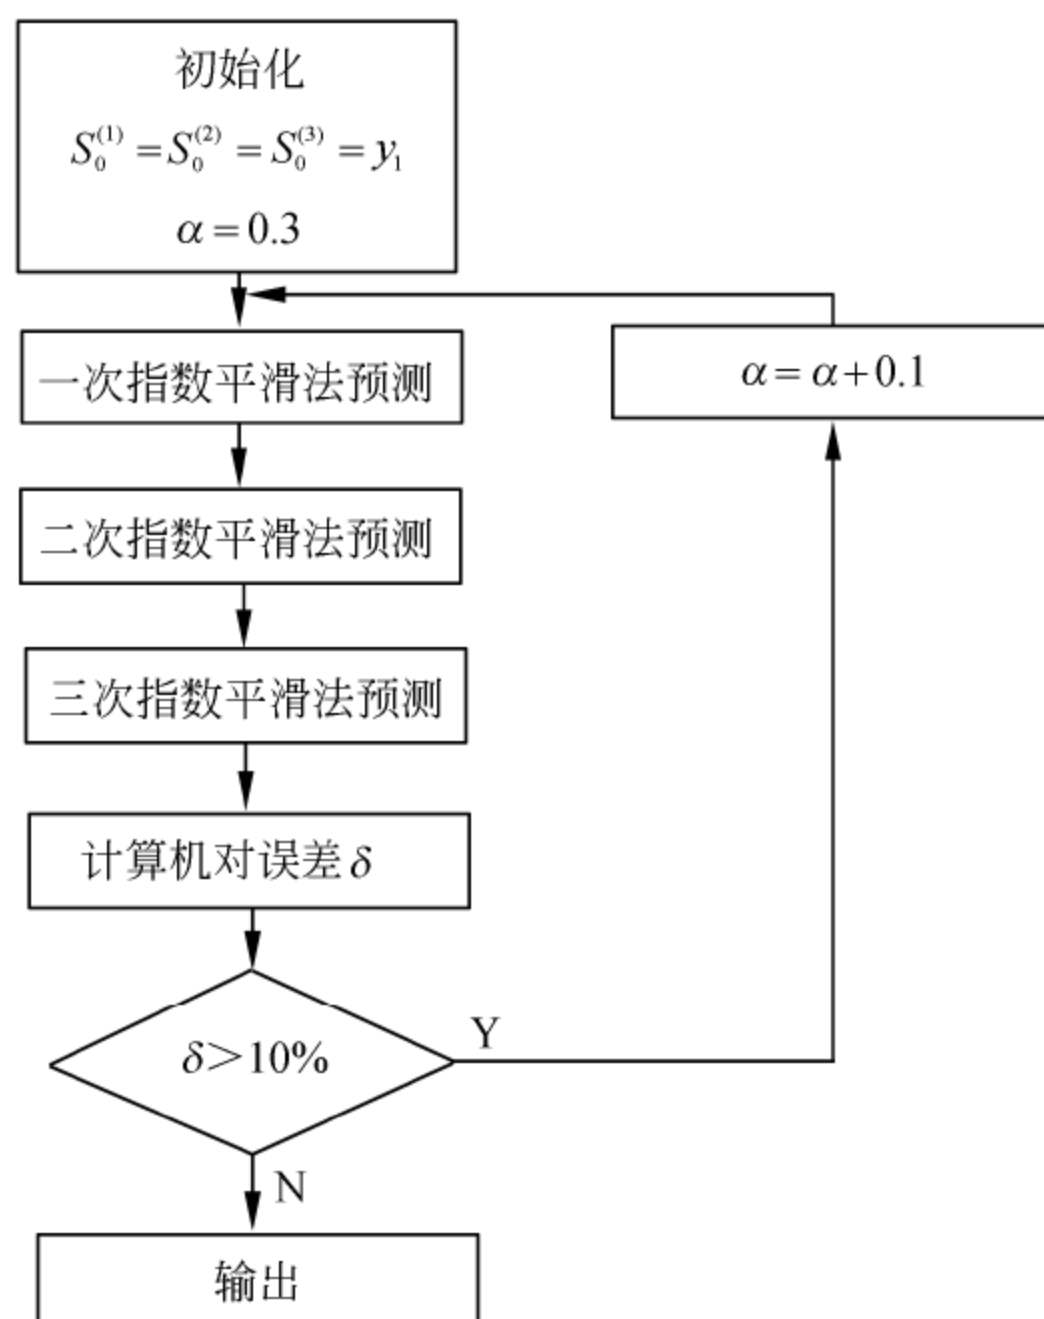 初始化
S₀⁽¹⁾ = S₀⁽²⁾ = S₀⁽³⁾ = y₁
α = 0.3
一次指数平滑法预测
α = α + 0.1
二次指数平滑法预测
三次指数平滑法预测
计算机对误差 δ
δ > 10%
Y
N
输出